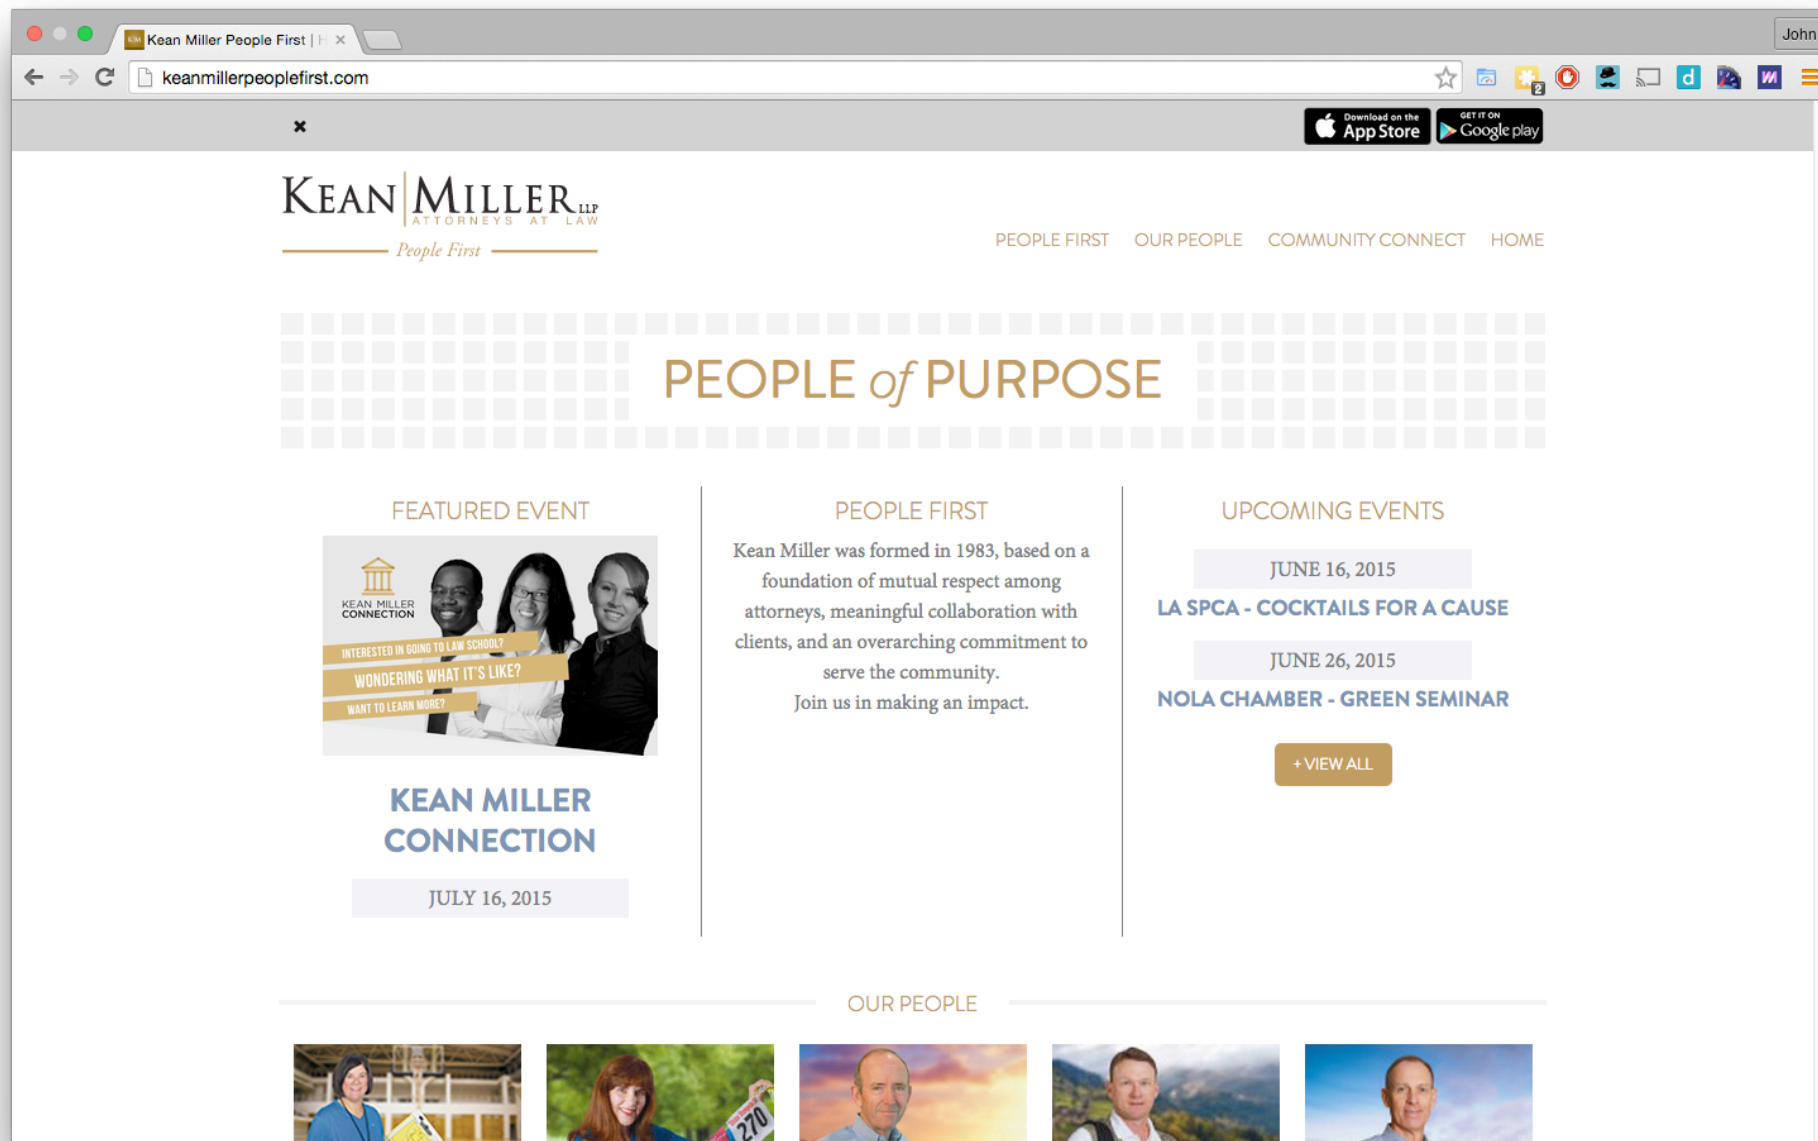 Kean Miller People First | H
John
keanmillerpeoplefirst.com
2
d
Download on the
App Store
GET IT ON
Google play
KEAN MILLER LLP
ATTORNEYS AT LAW
People First
PEOPLE FIRST OUR PEOPLE COMMUNITY CONNECT HOME
PEOPLE of PURPOSE
FEATURED EVENT
KEAN MILLER
CONNECTION
INTERESTED IN GOING TO LAW SCHOOL?
WONDERING WHAT IT'S LIKE?
WANT TO LEARN MORE?
KEAN MILLER
CONNECTION
JULY 16, 2015
PEOPLE FIRST
Kean Miller was formed in 1983, based on a
foundation of mutual respect among
attorneys, meaningful collaboration with
clients, and an overarching commitment to
serve the community.
Join us in making an impact.
UPCOMING EVENTS
JUNE 16, 2015
LA SPCA - COCKTAILS FOR A CAUSE
JUNE 26, 2015
NOLA CHAMBER - GREEN SEMINAR
+ VIEW ALL
OUR PEOPLE
270